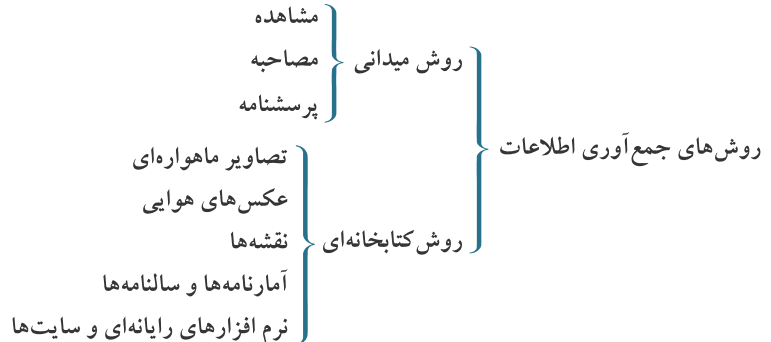 روش‌های جمع‌آوری اطلاعات
روش میدانی
مشاهده
مصاحبه
پرسشنامه
روش کتابخانه‌ای
تصاویر ماهواره‌ای
عکس‌های هوایی
نقشه‌ها
آمارنامه‌ها و سالنامه‌ها
نرم افزارهای رایانه‌ای و سایت‌ها